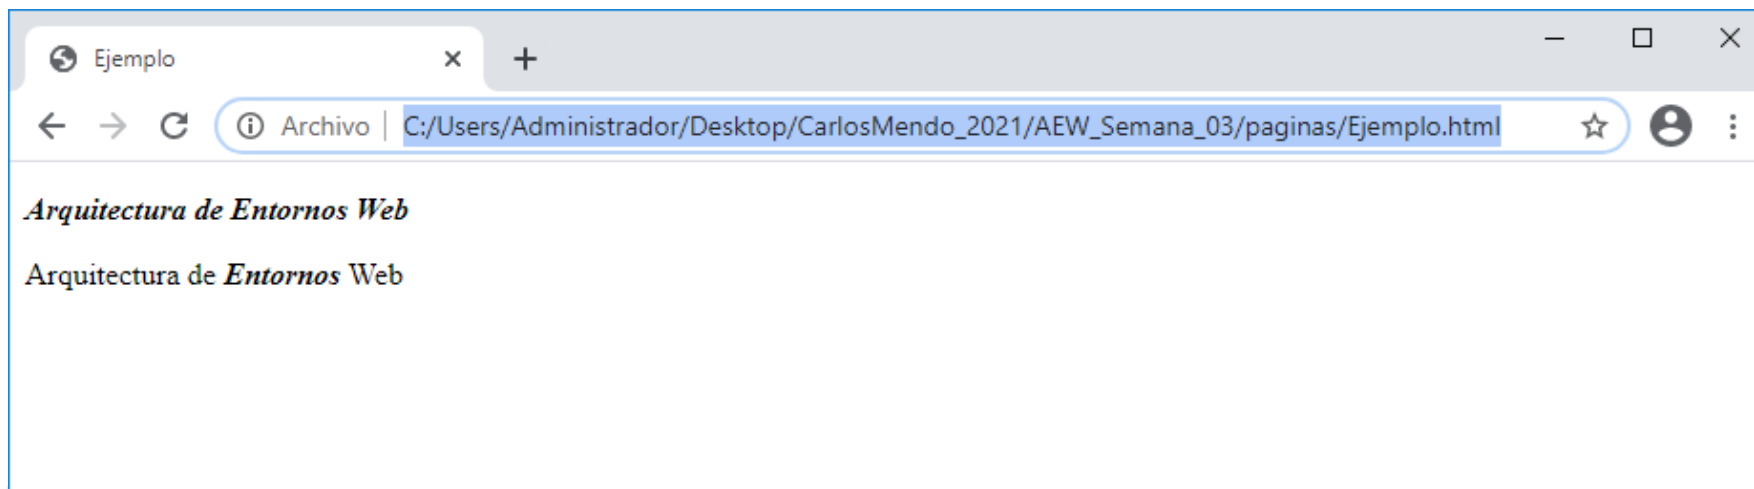 Ejemplo
Archivo | C:/Users/Administrador/Desktop/CarlosMendo_2021/AEW_Semana_03/paginas/Ejemplo.html
Arquitectura de Entornos Web
Arquitectura de Entornos Web